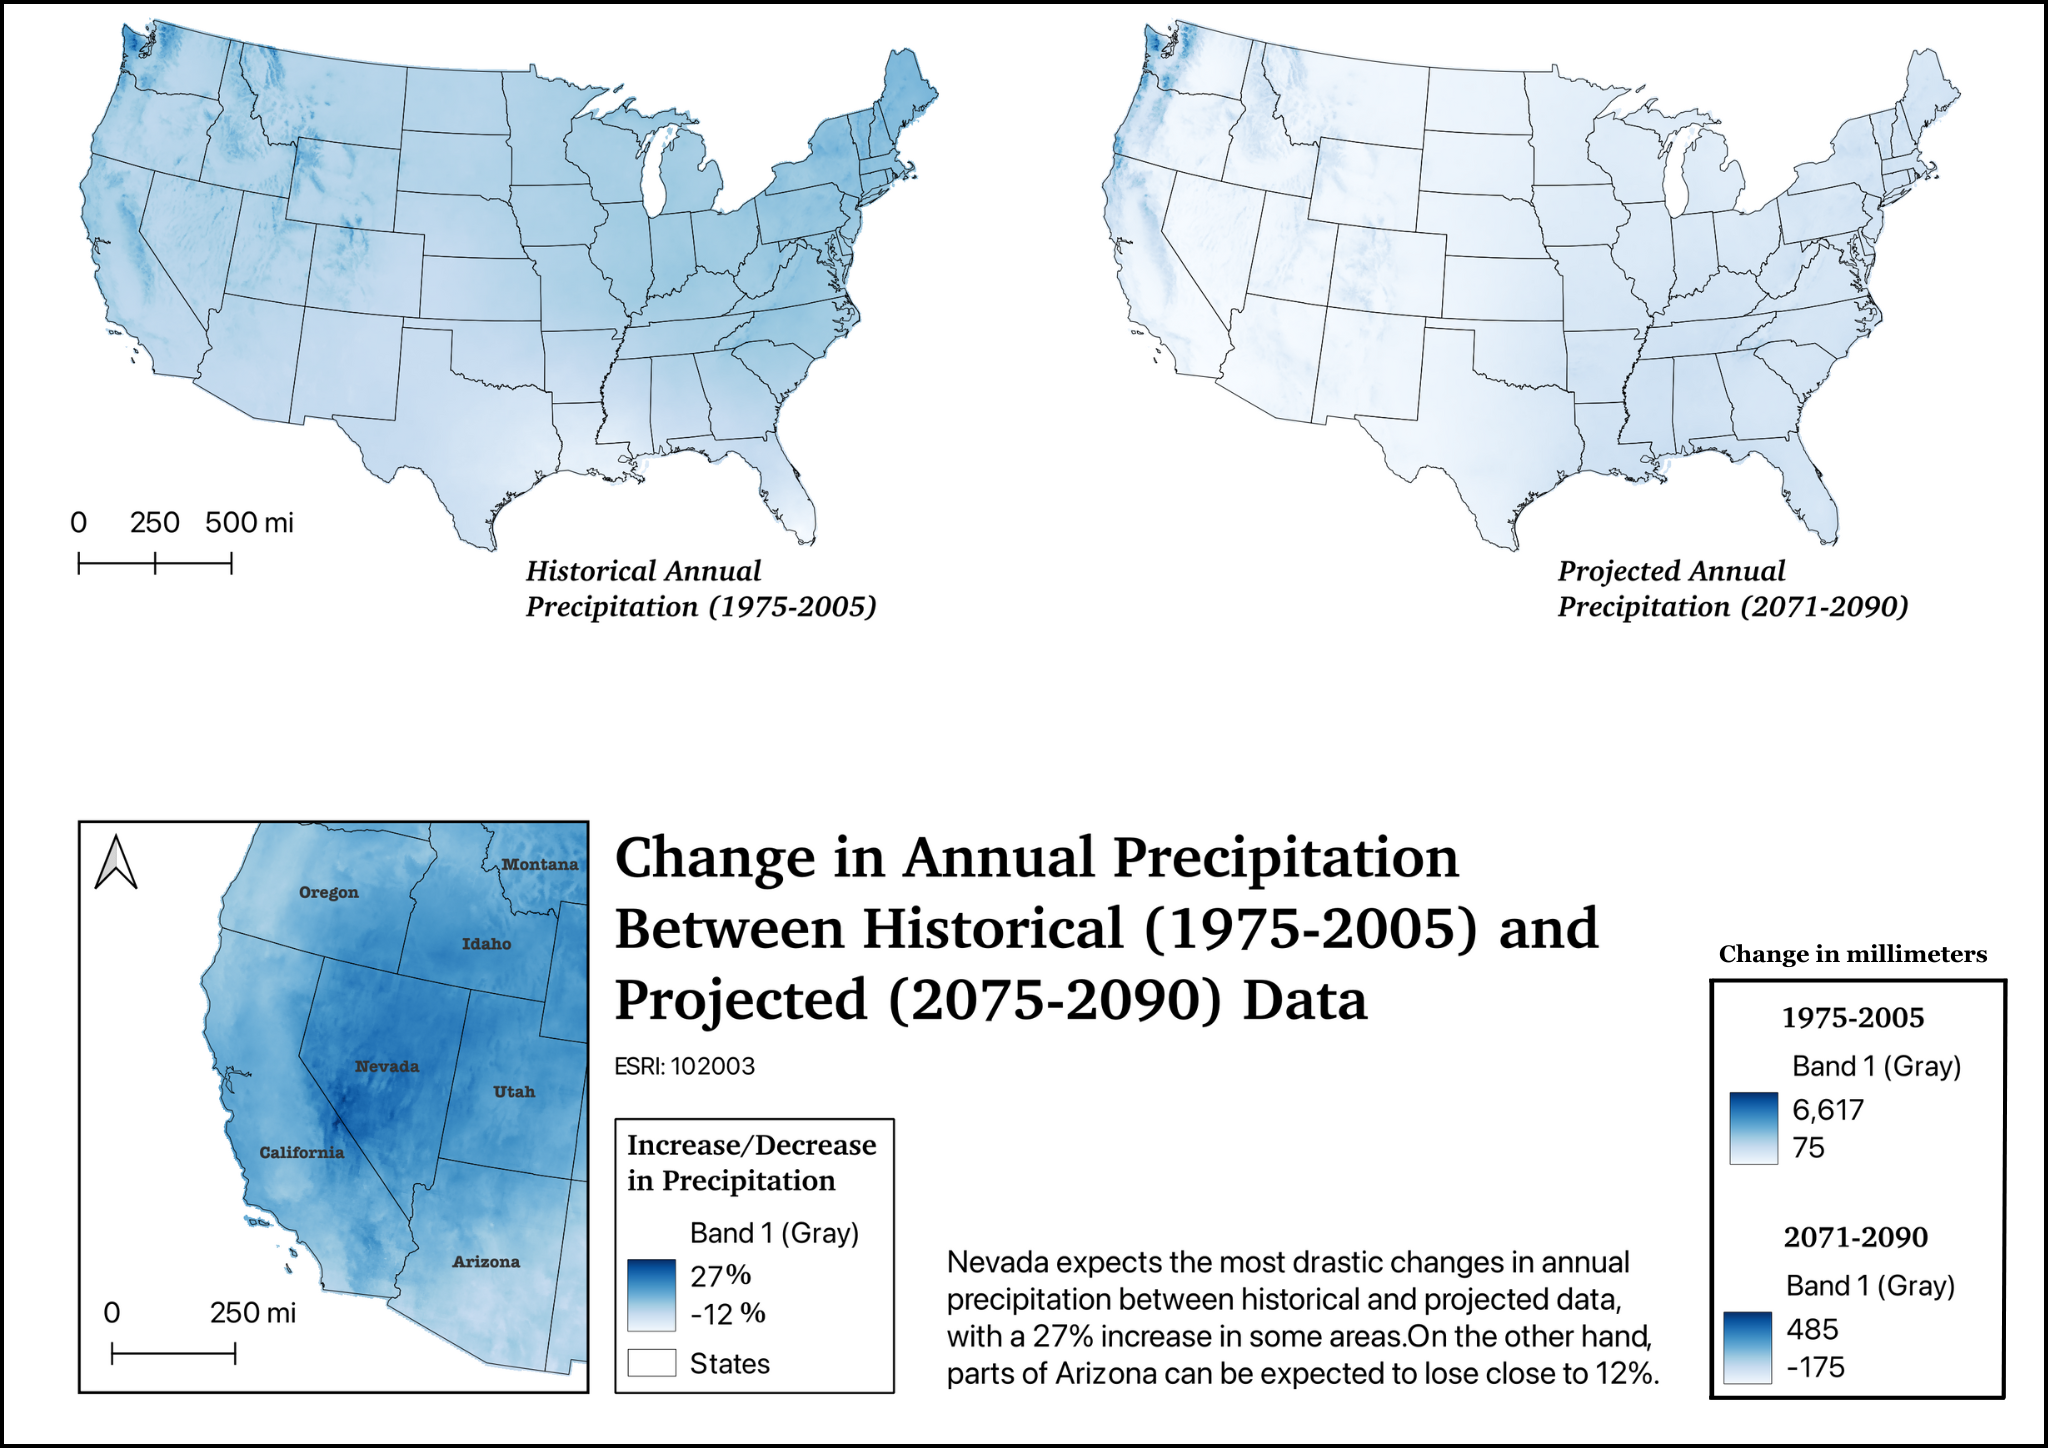 0 250 500 mi
Historical Annual
Precipitation (1975-2005)
Projected Annual
Precipitation (2071-2090)
Montana
Oregon
Idaho
Nevada
Utah
California
Arizona
0 250 mi
Change in Annual Precipitation
Between Historical (1975-2005) and
Projected (2075-2090) Data
ESRI: 102003
Increase/Decrease
in Precipitation
Band 1 (Gray)
27%
-12 %
States
Nevada expects the most drastic changes in annual
precipitation between historical and projected data,
with a 27% increase in some areas.On the other hand,
parts of Arizona can be expected to lose close to 12%.
Change in millimeters
1975-2005
Band 1 (Gray)
6,617
75
2071-2090
Band 1 (Gray)
485
-175